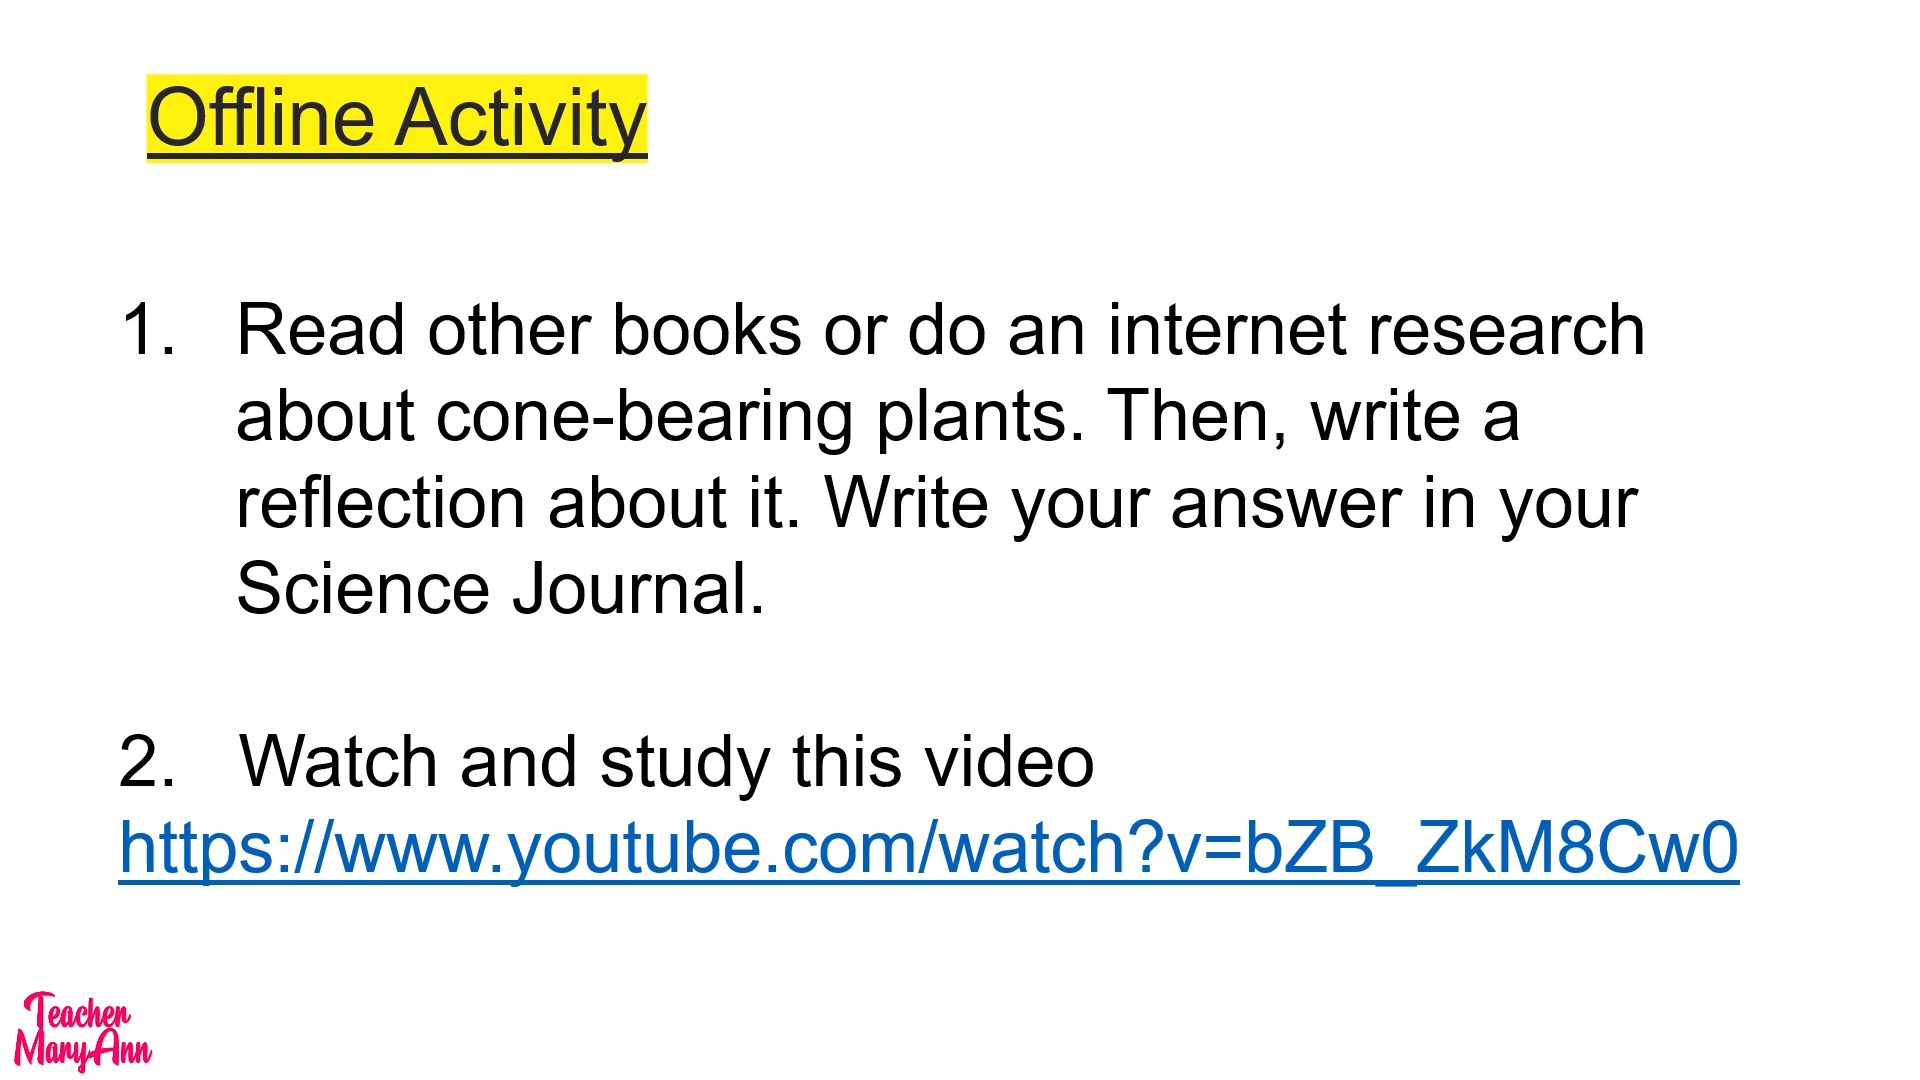 Offline Activity
1. Read other books or do an internet research
about cone-bearing plants. Then, write a
reflection about it. Write your answer in your
Science Journal.
2. Watch and study this video
https://www.youtube.com/watch?v=bZB_ZkM8Cw0
Teacher
MaryAnn